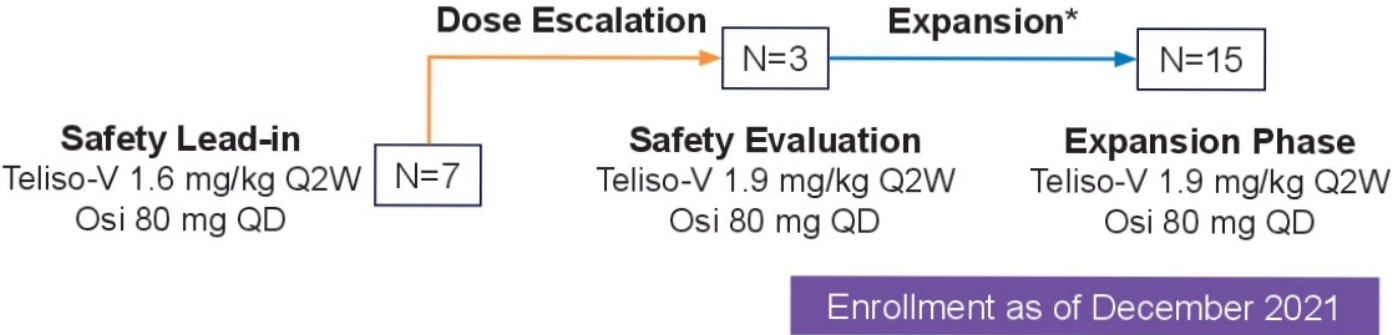 Dose Escalation
N=3
Expansion*
N=15
Safety Lead-in
Teliso-V 1.6 mg/kg Q2W
Osi 80 mg QD
N=7
Safety Evaluation
Teliso-V 1.9 mg/kg Q2W
Osi 80 mg QD
Expansion Phase
Teliso-V 1.9 mg/kg Q2W
Osi 80 mg QD
Enrollment as of December 2021